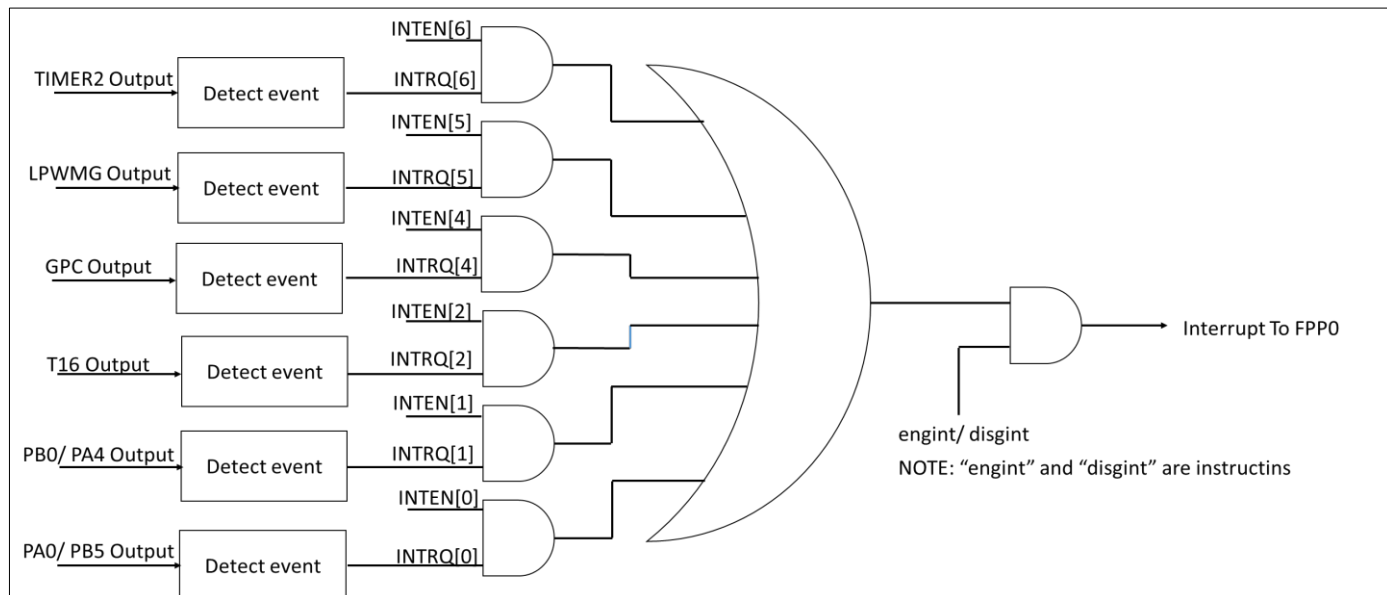 INTEN[6]
TIMER2 Output
Detect event
INTRQ[6]
INTEN[5]
LPWMG Output
Detect event
INTRQ[5]
INTEN[4]
GPC Output
Detect event
INTRQ[4]
INTEN[2]
T16 Output
Detect event
INTRQ[2]
INTEN[1]
PB0/ PA4 Output
Detect event
INTRQ[1]
INTEN[0]
PA0/ PB5 Output
Detect event
INTRQ[0]
Interrupt To FPP0
engint/ disgint
NOTE: “engint” and “disgint” are instructins